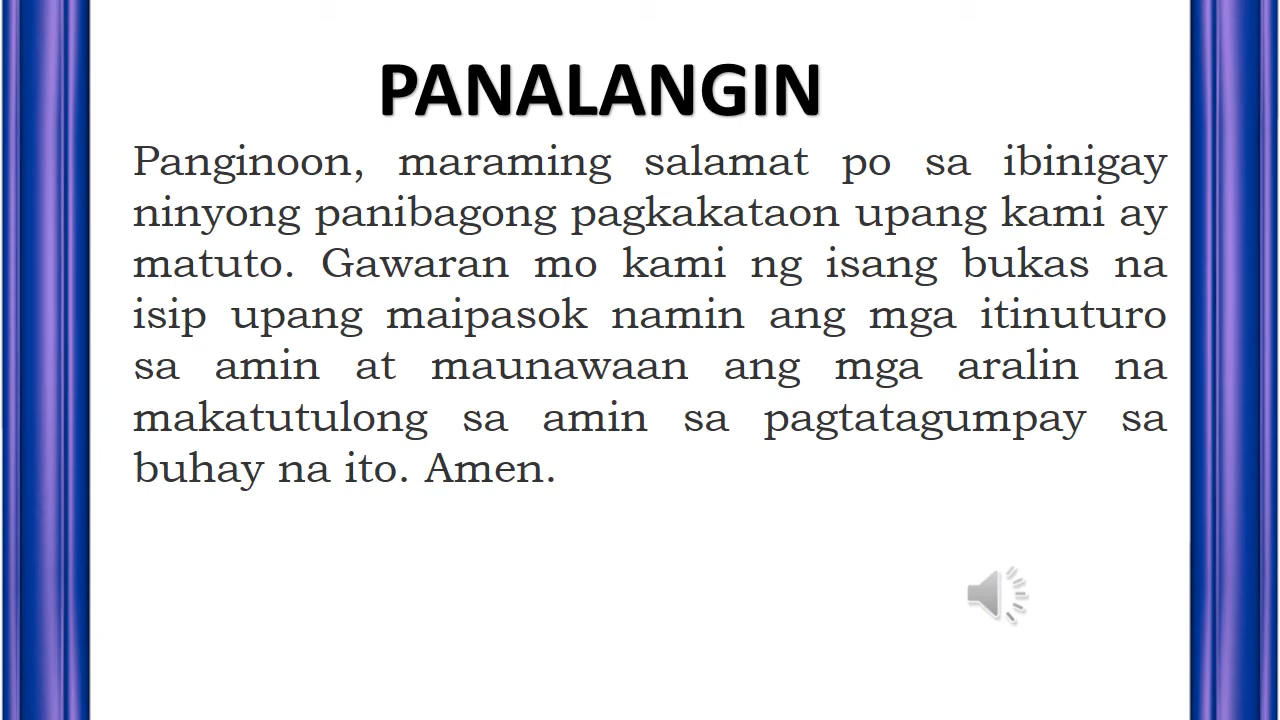 PANALANGIN
Panginoon, maraming salamat po sa ibinigay
ninyong panibagong pagkakataon upang kami ay
matuto. Gawaran mo kami ng isang bukas na
isip upang maipasok namin ang mga itinuturo
sa amin at maunawaan ang mga aralin na
makatutulong sa amin sa pagtatagumpay sa
buhay na ito. Amen.